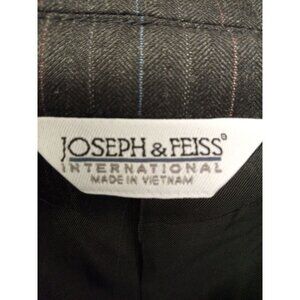 JOSEPH & FEISS®
INTERNATIONAL
MADE IN VIETNAM